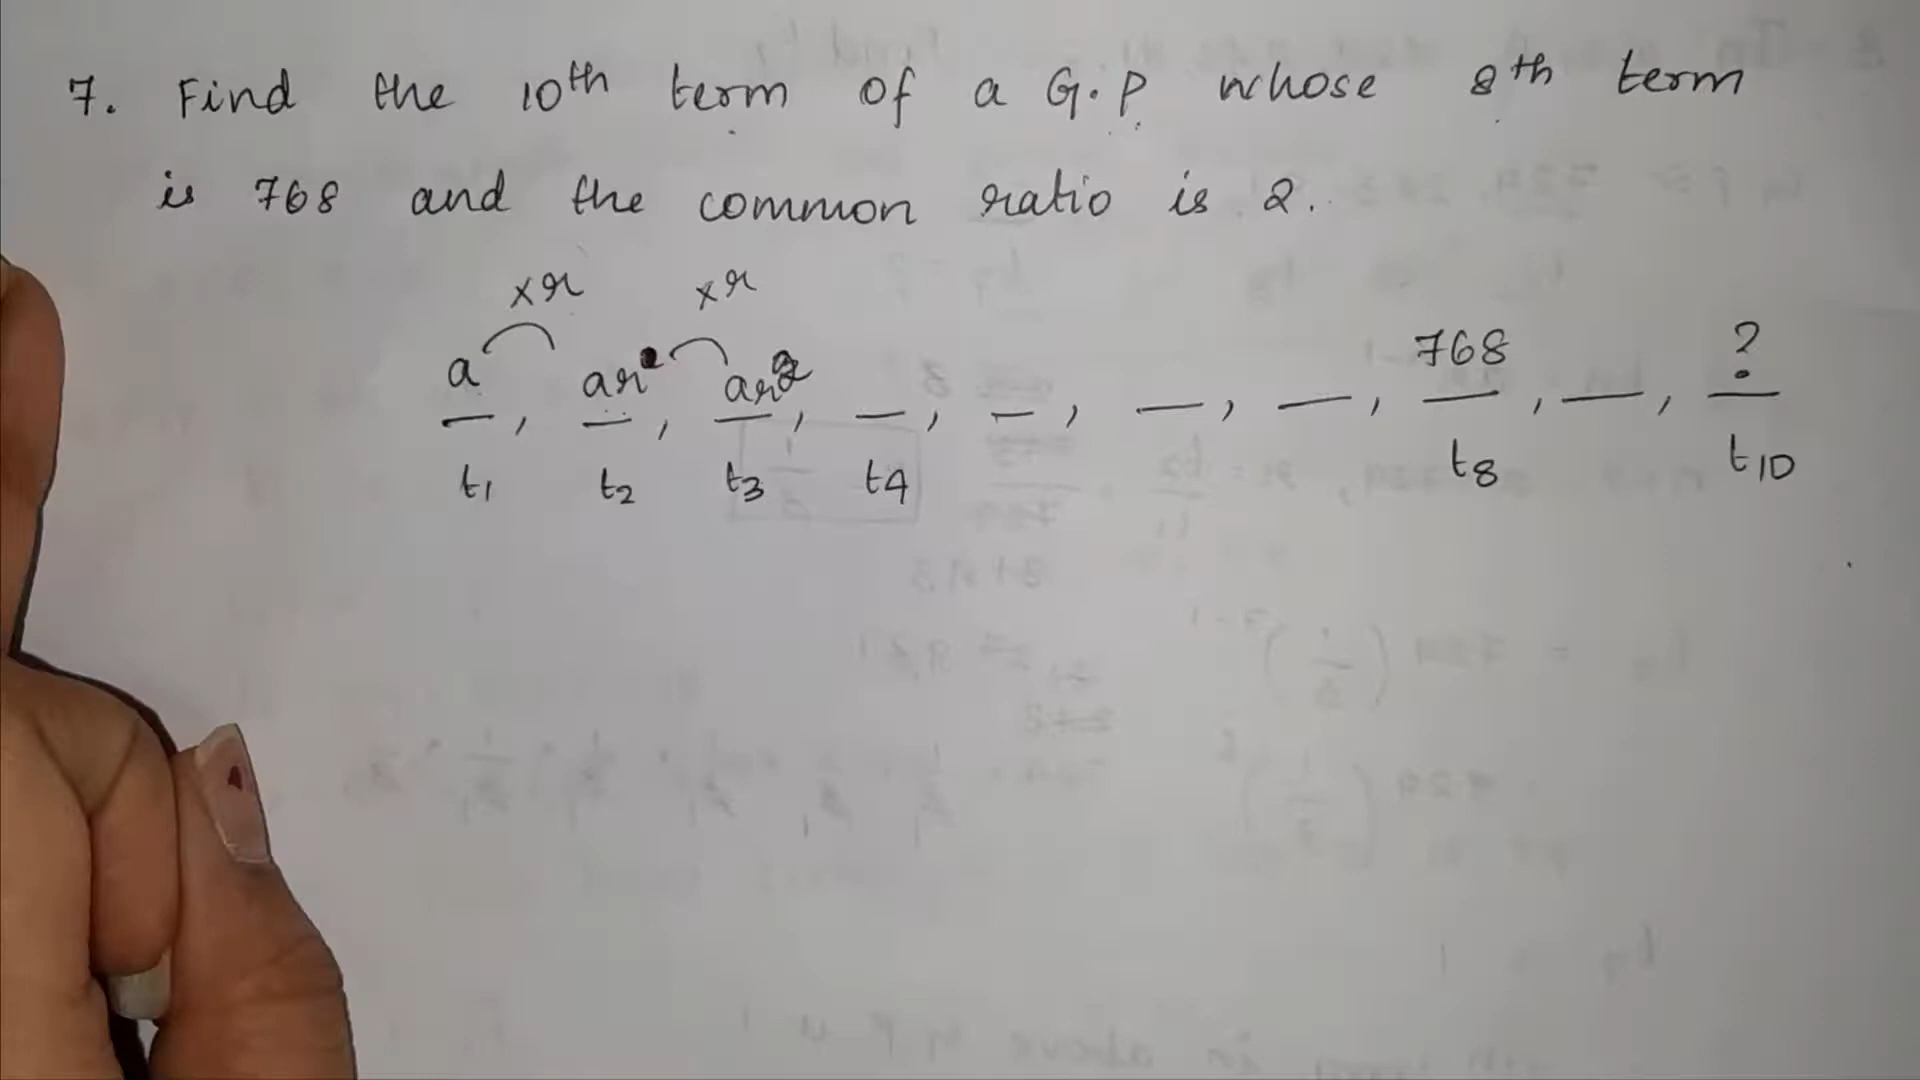 7. Find the 10th term of a G.P whose 8th term
is 768 and the common ratio is 2.
×r ×r
a ar ar² 768 ?
—, —, —, —, —, —, —, —, —, —
t1 t2 t3 t4 t8 t10